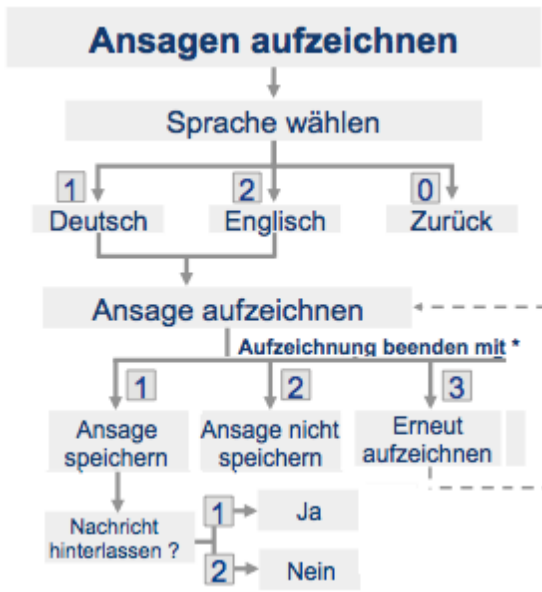 Ansagen aufzeichnen
Sprache wählen
1
2
0
Deutsch
Englisch
Zurück
Ansage aufzeichnen
Aufzeichnung beenden mit *
1
2
3
Ansage
speichern
Ansage nicht
speichern
Erneut
aufzeichnen
Nachricht
hinterlassen ?
1
Ja
2
Nein